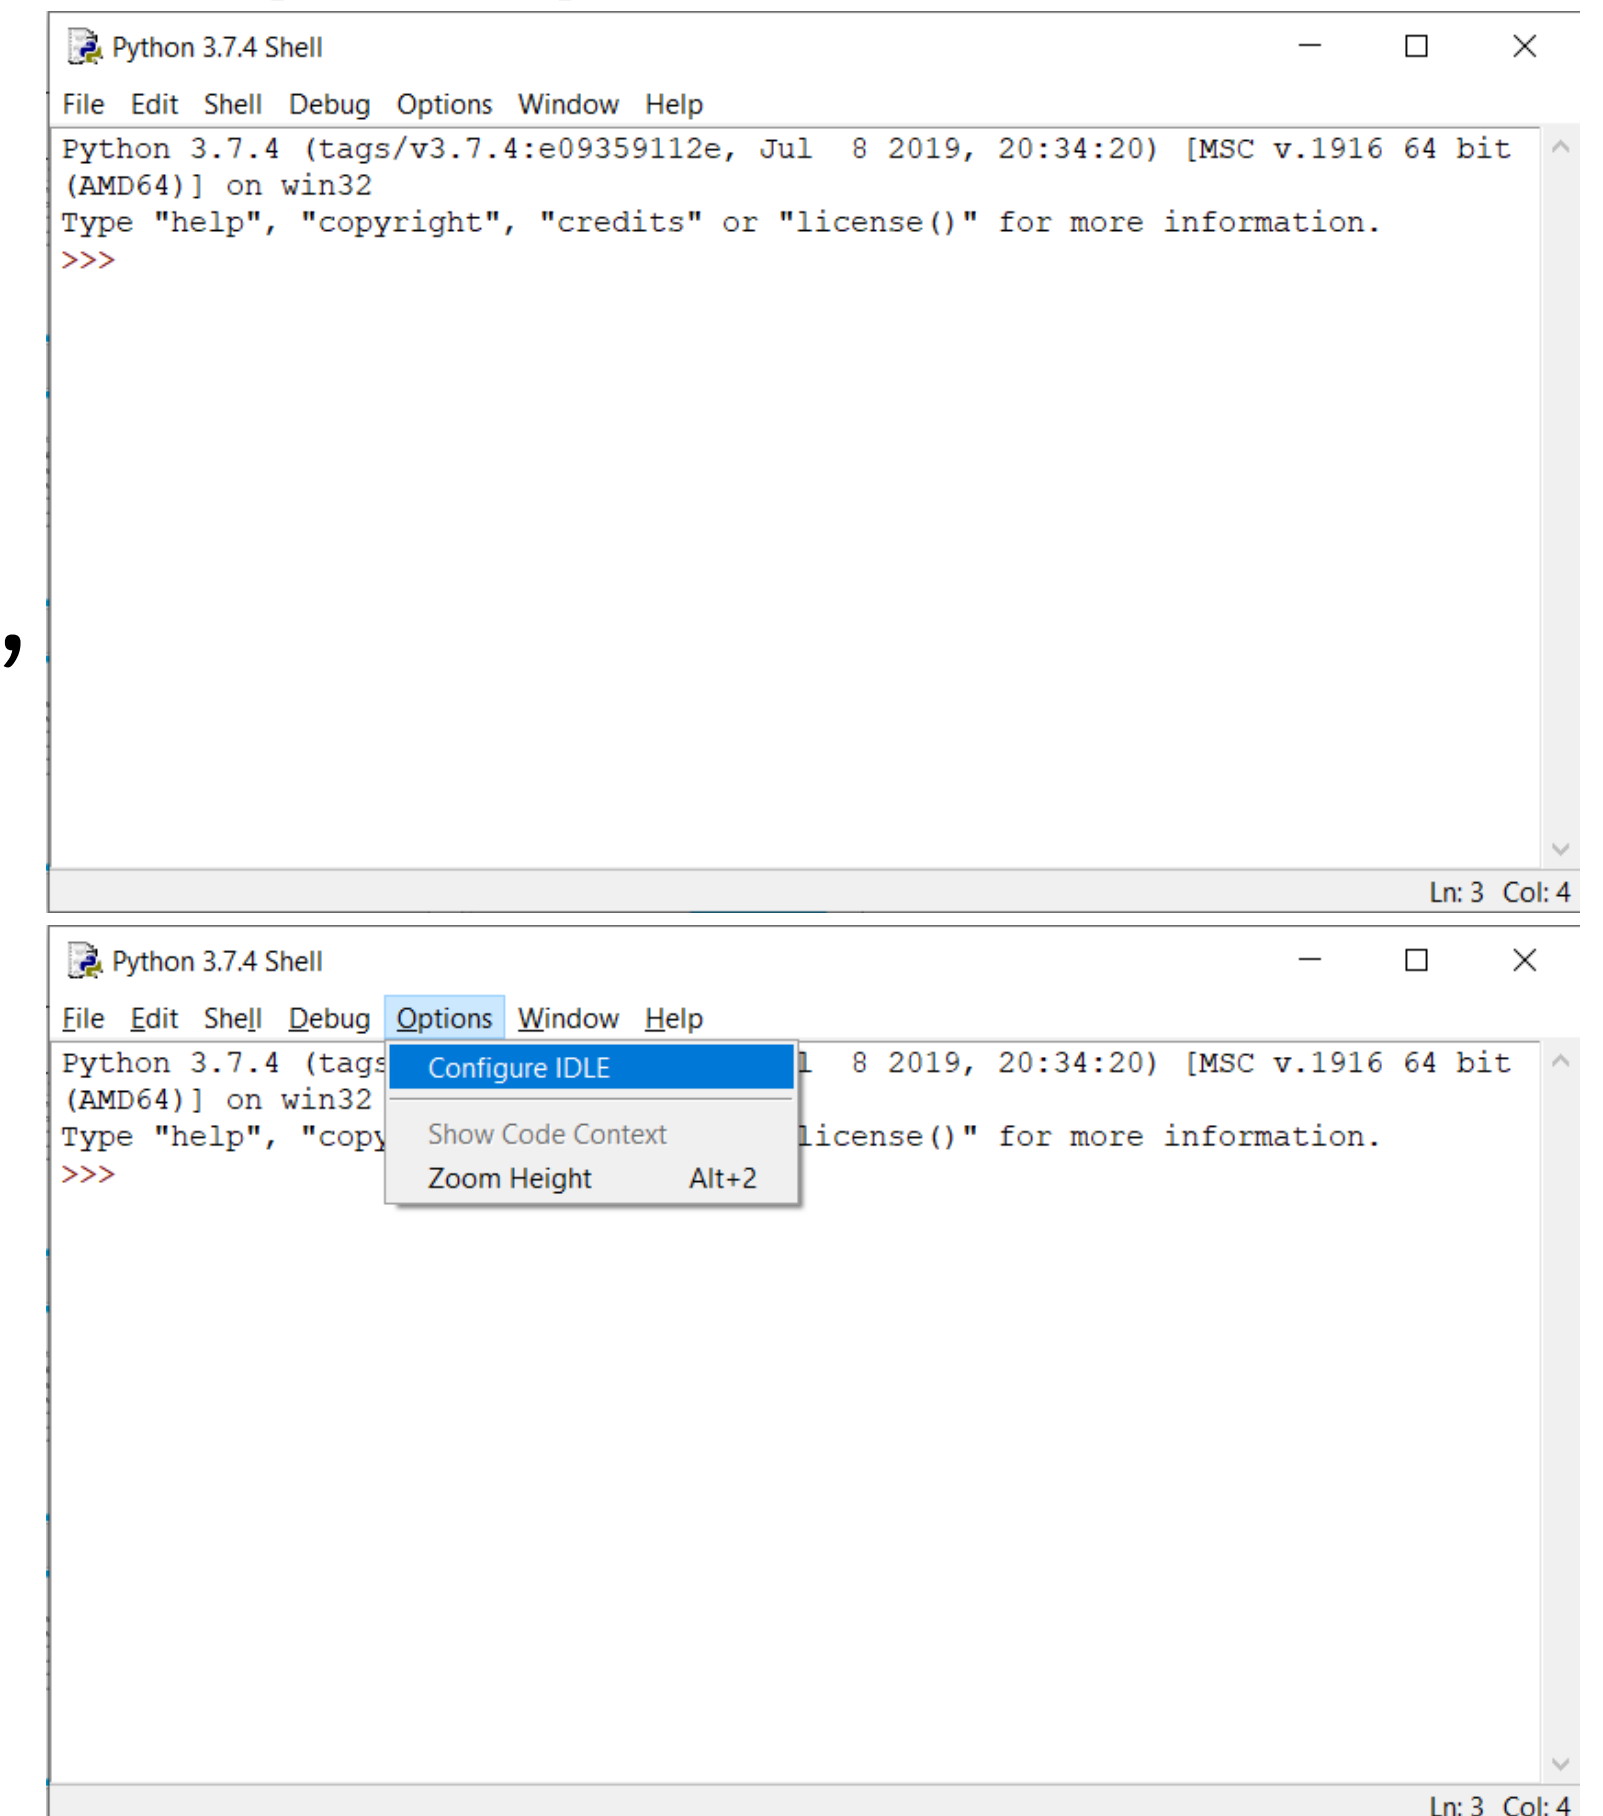 Python 3.7.4 Shell
File Edit Shell Debug Options Window Help
Python 3.7.4 (tags/v3.7.4:e09359112e, Jul  8 2019, 20:34:20) [MSC v.1916 64 bit
(AMD64)] on win32
Type "help", "copyright", "credits" or "license()" for more information.
>>>
,
Ln: 3 Col: 4
Python 3.7.4 Shell
File Edit Shell Debug Options Window Help
Python 3.7.4 (tags
Configure IDLE
l  8 2019, 20:34:20) [MSC v.1916 64 bit
(AMD64)] on win32
Type "help", "copy
Show Code Context
license()" for more information.
>>>
Zoom Height Alt+2
Ln: 3 Col: 4